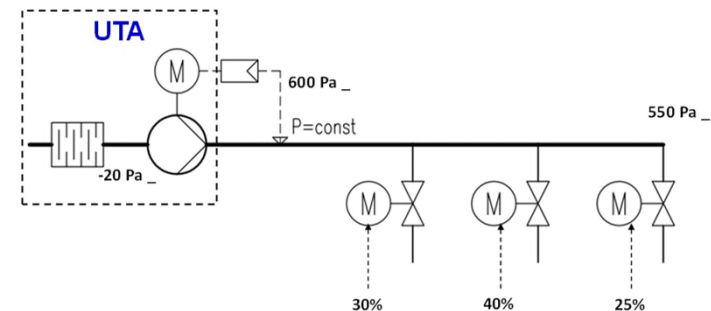 UTA
M
600 Pa _
P=const
550 Pa _
-20 Pa _
M
M
M
30%
40%
25%